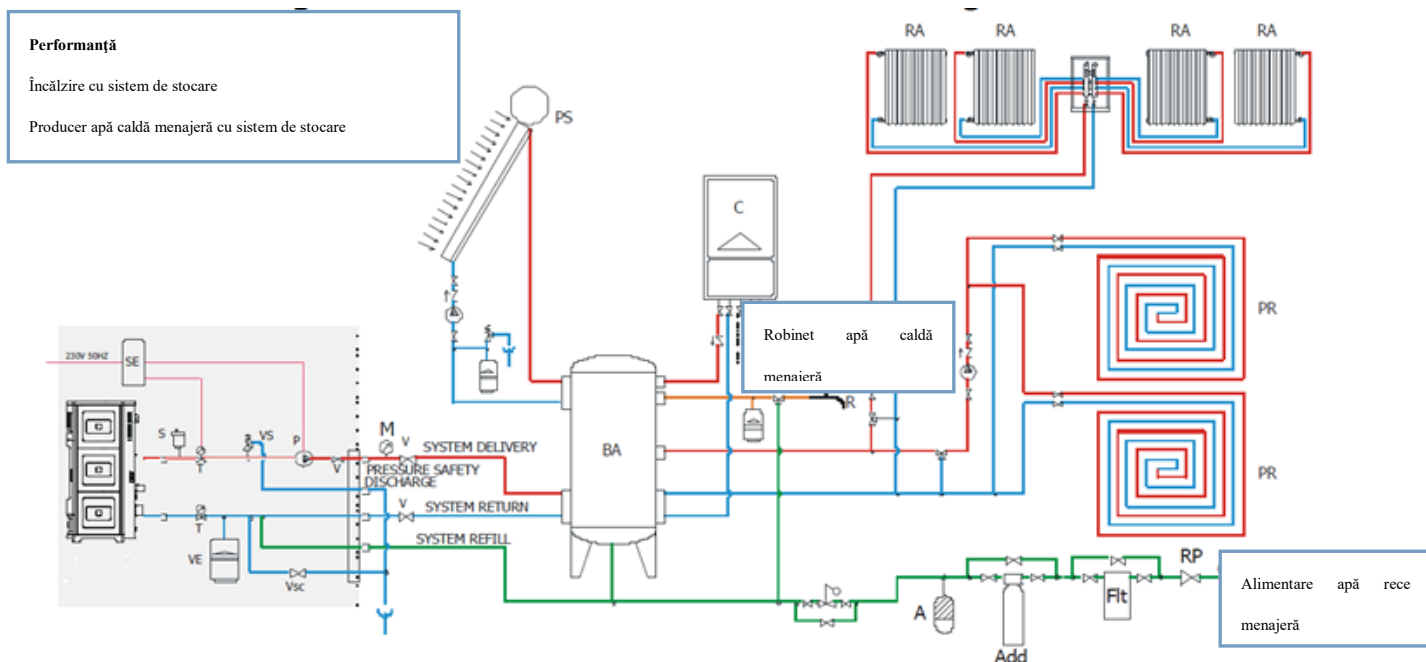 Performanţă
Încălzire cu sistem de stocare
Producer apă caldă menajeră cu sistem de stocare
RA
RA
RA
RA
PS
C
Robinet apă caldă
menajeră
R
PR
PR
230V 50HZ
SE
S
T
VS
P
V
M
V
SYSTEM DELIVERY
PRESSURE SAFETY
DISCHARGE
BA
V
SYSTEM RETURN
T
SYSTEM REFILL
VE
Vsc
S
A
Add
Flt
RP
Alimentare apă rece
menajeră